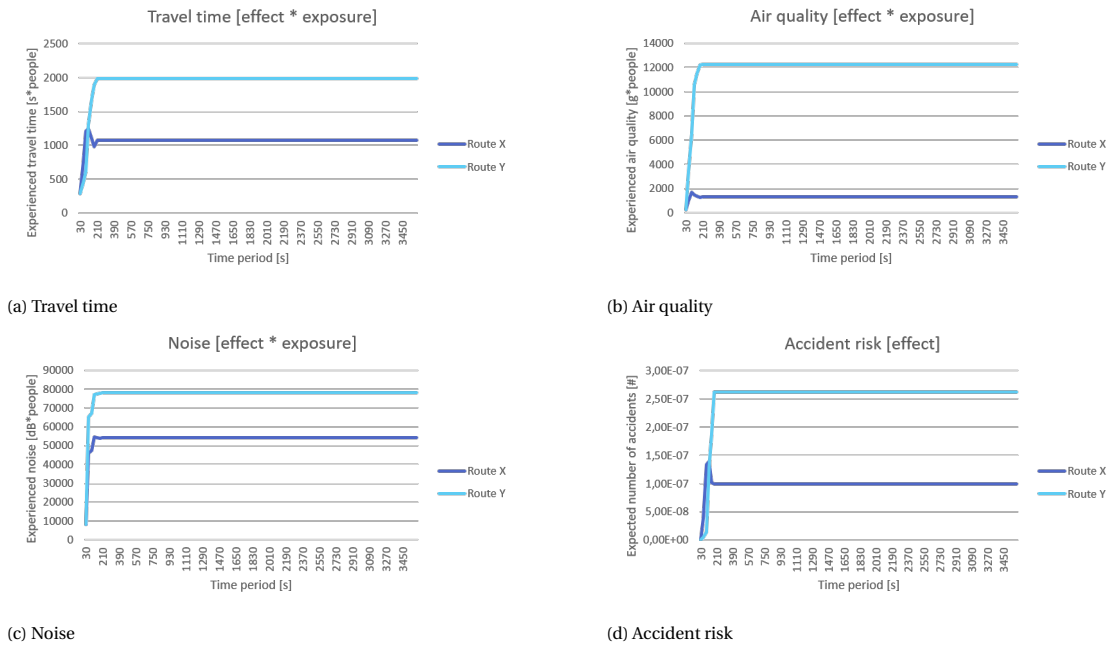 Travel time [effect * exposure]
Experienced travel time [s*people]
2500
2000
1500
1000
500
0
30 210 390 570 750 930 1110 1290 1470 1650 1830 2010 2190 2370 2550 2730 2910 3090 3270 3450
Time period [s]
Route X
Route Y
(a) Travel time
Air quality [effect * exposure]
Experienced air quality [g*people]
14000
12000
10000
8000
6000
4000
2000
0
30 210 390 570 750 930 1110 1290 1470 1650 1830 2010 2190 2370 2550 2730 2910 3090 3270 3450
Time period [s]
Route X
Route Y
(b) Air quality
Noise [effect * exposure]
Experienced noise [dB*people]
90000
80000
70000
60000
50000
40000
30000
20000
10000
0
30 210 390 570 750 930 1110 1290 1470 1650 1830 2010 2190 2370 2550 2730 2910 3090 3270 3450
Time period [s]
Route X
Route Y
(c) Noise
Accident risk [effect]
Expected number of accidents [#]
3,00E-07
2,50E-07
2,00E-07
1,50E-07
1,00E-07
5,00E-08
0,00E+00
30 210 390 570 750 930 1110 1290 1470 1650 1830 2010 2190 2370 2550 2730 2910 3090 3270 3450
Time period [s]
Route X
Route Y
(d) Accident risk